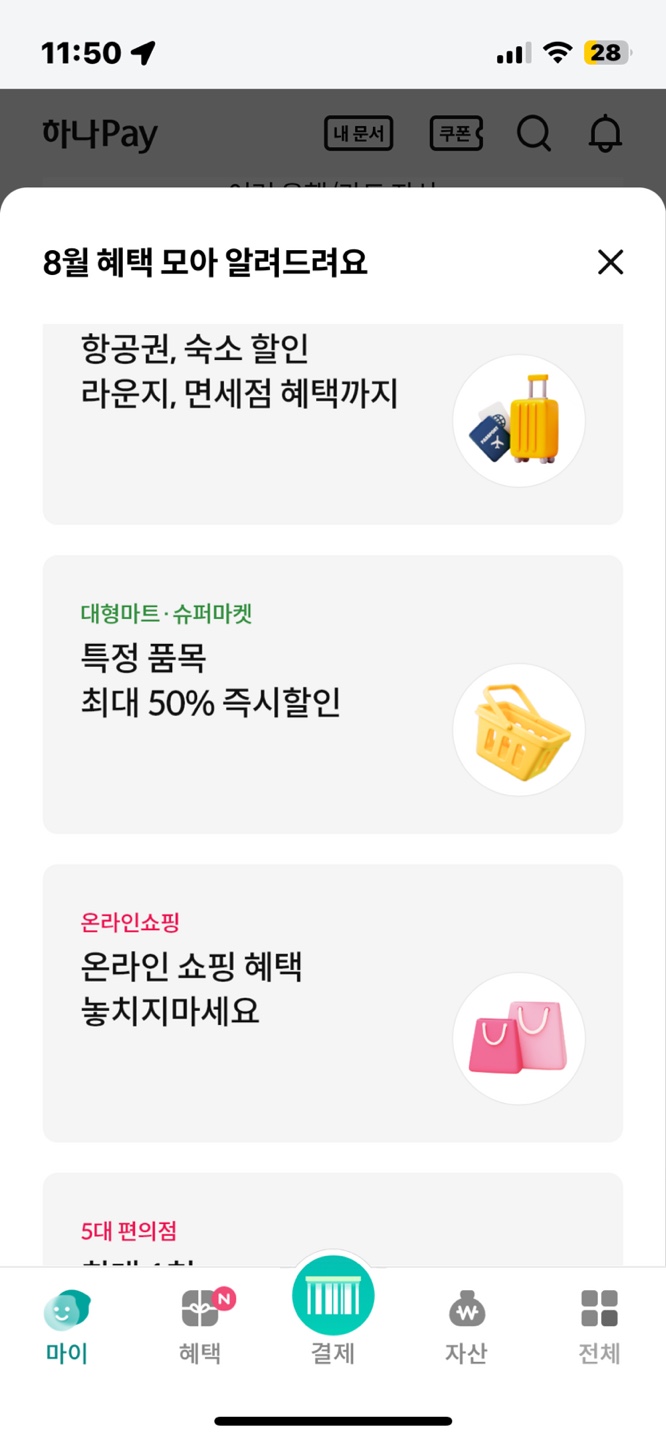 11:50
28
하나Pay
내 문서
쿠폰
8월 혜택 모아 알려드려요
항공권, 숙소 할인
라운지, 면세점 혜택까지
PASSPORT
대형마트·슈퍼마켓
특정 품목
최대 50% 즉시할인
온라인쇼핑
온라인 쇼핑 혜택
놓치지마세요
5대 편의점
N
마이
혜택
결제
자산
전체